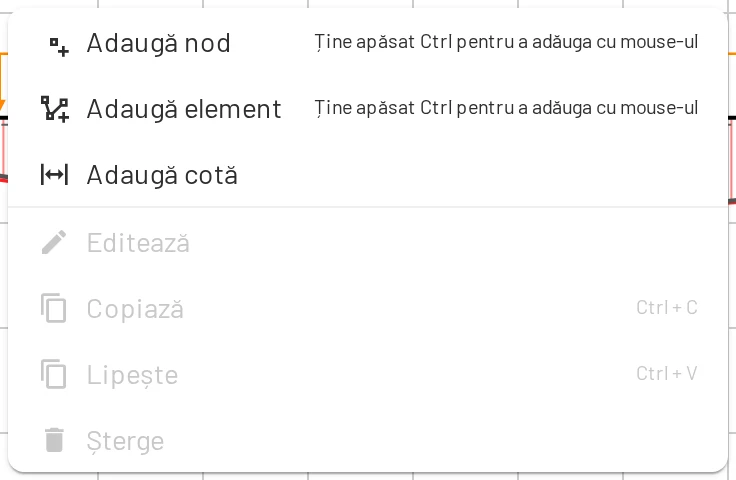 Adaugă nod Ține apăsat Ctrl pentru a adăuga cu mouse-ul
Adaugă element Ține apăsat Ctrl pentru a adăuga cu mouse-ul
Adaugă cotă
Editează
Copiază Ctrl + C
Lipește Ctrl + V
Șterge